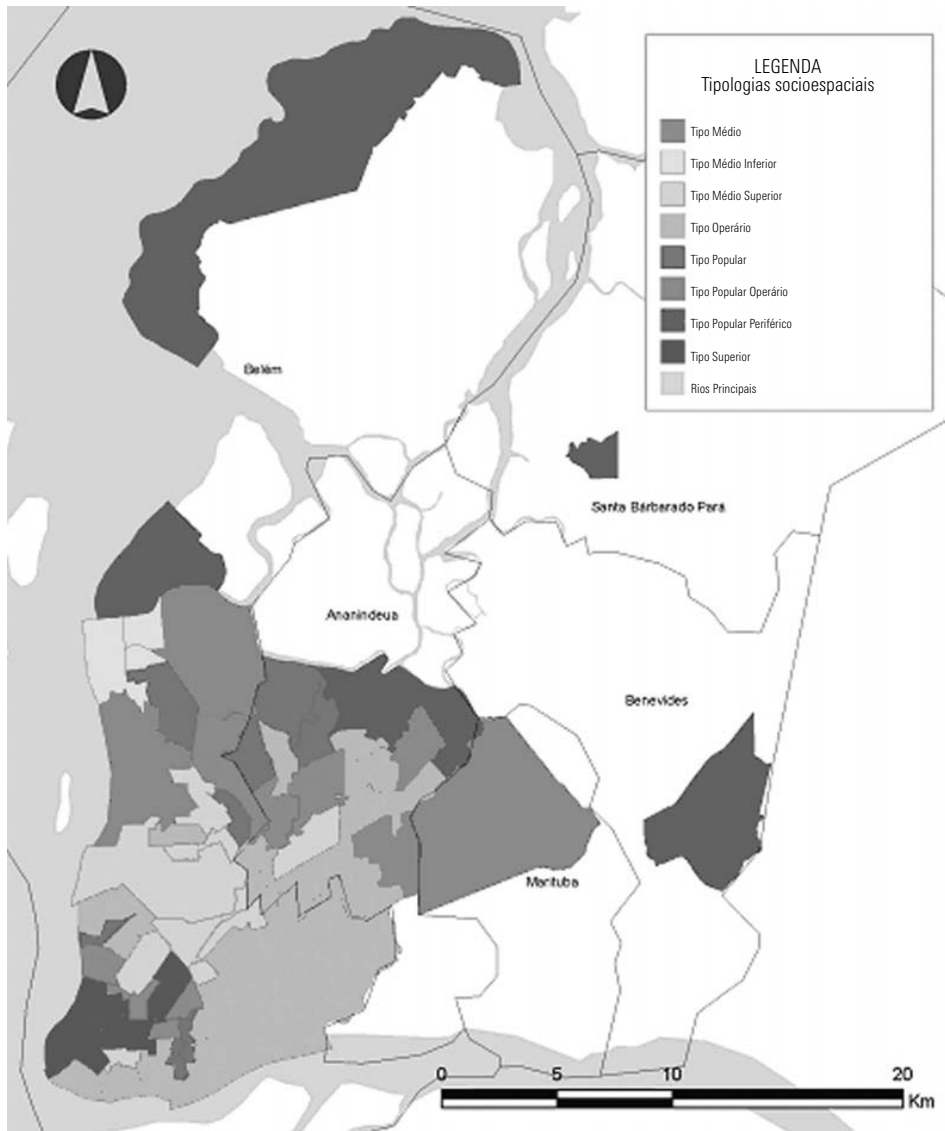 LEGENDA
Tipologias socioespaciais
Tipo Médio
Tipo Médio Inferior
Tipo Médio Superior
Tipo Operário
Tipo Popular
Tipo Popular Operário
Tipo Popular Periférico
Tipo Superior
Rios Principais
Belém
Santa Bárbarado Pará
Ananindeua
Benevides
Marituba
0 5 10 20
Km